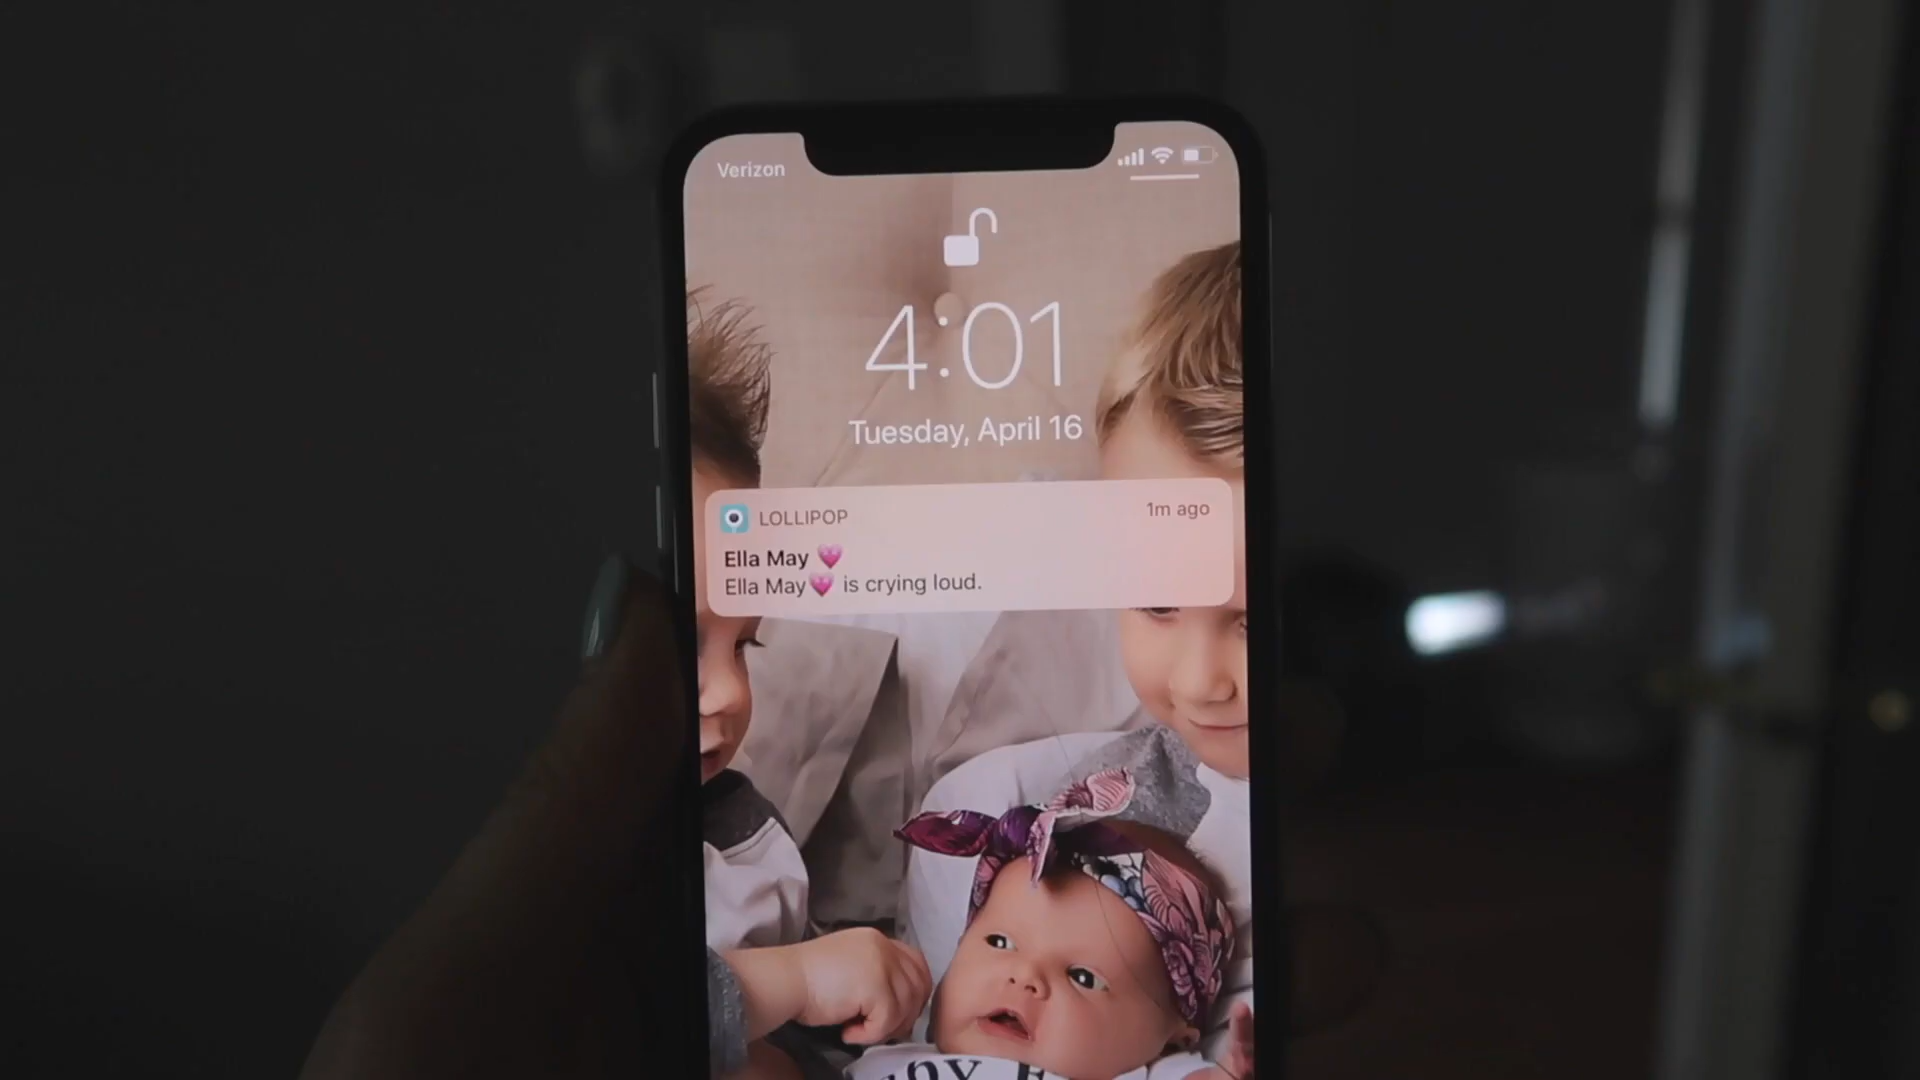 Verizon
4:01
Tuesday, April 16
LOLLIPOP
1m ago
Ella May 💗
Ella May💗 is crying loud.